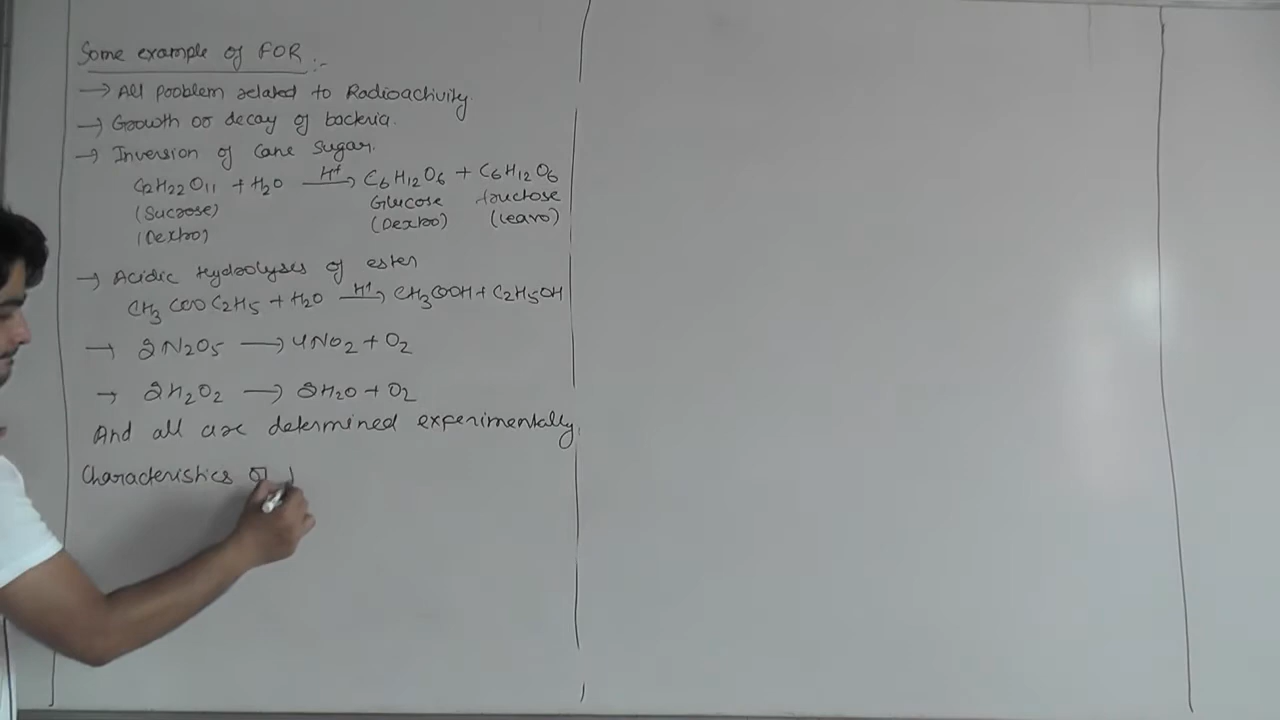 Some example of FOR :-
→ All problem related to Radioactivity.
→ Growth or decay of bacteria.
→ Inversion of cane sugar.
C12H22O11 + H2O —H+→ C6H12O6 + C6H12O6
(Sucrose) Glucose fructose
(Dextro) (Dextro) (Leavo)
→ Acidic Hydrolyses of ester
CH3COOC2H5 + H2O —H+→ CH3COOH + C2H5OH
→ 2N2O5 → 4NO2 + O2
→ 2H2O2 → 2H2O + O2
And all are determined experimentally.
Characteristics of